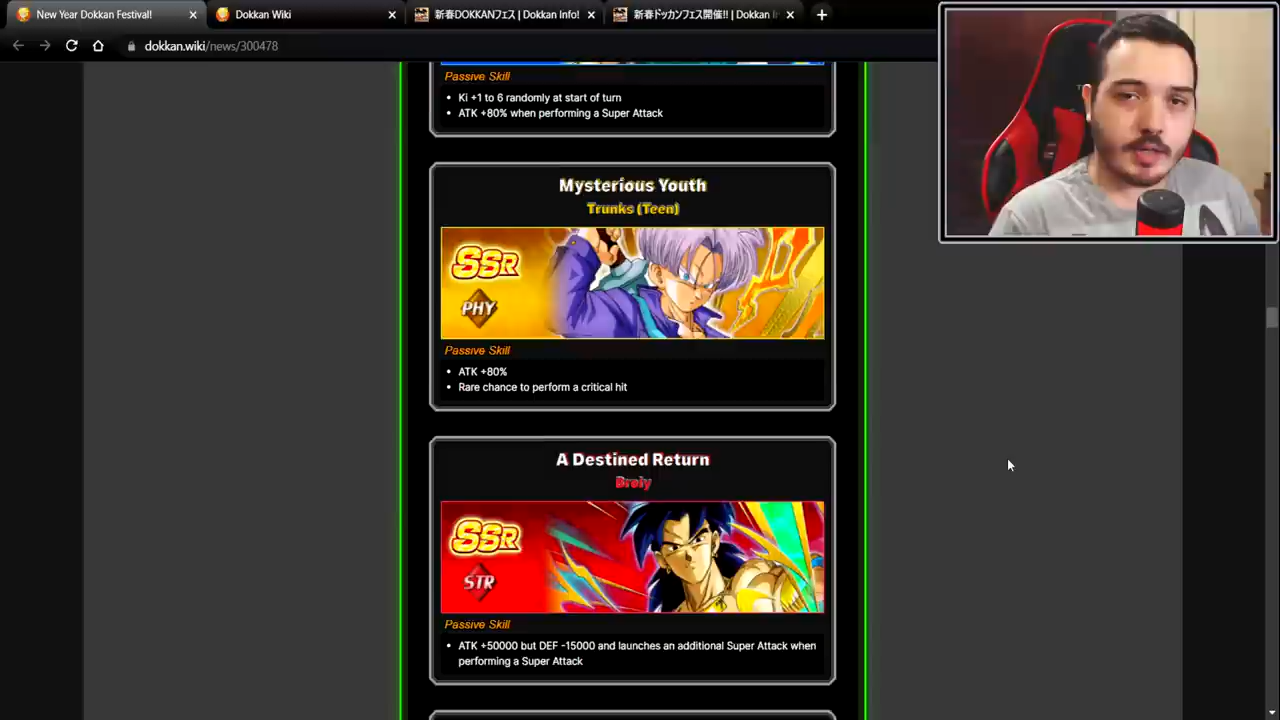 New Year Dokkan Festival!
Dokkan Wiki
新春DOKKANフェス | Dokkan Info!
新春ドッカンフェス開催!! | Dokkan
dokkan.wiki/news/300478
Passive Skill
• Ki +1 to 6 randomly at start of turn
• ATK +80% when performing a Super Attack
Mysterious Youth
Trunks (Teen)
SSR
PHY
Passive Skill
• ATK +80%
• Rare chance to perform a critical hit
A Destined Return
Broly
SSR
STR
Passive Skill
• ATK +50000 but DEF -15000 and launches an additional Super Attack when
performing a Super Attack